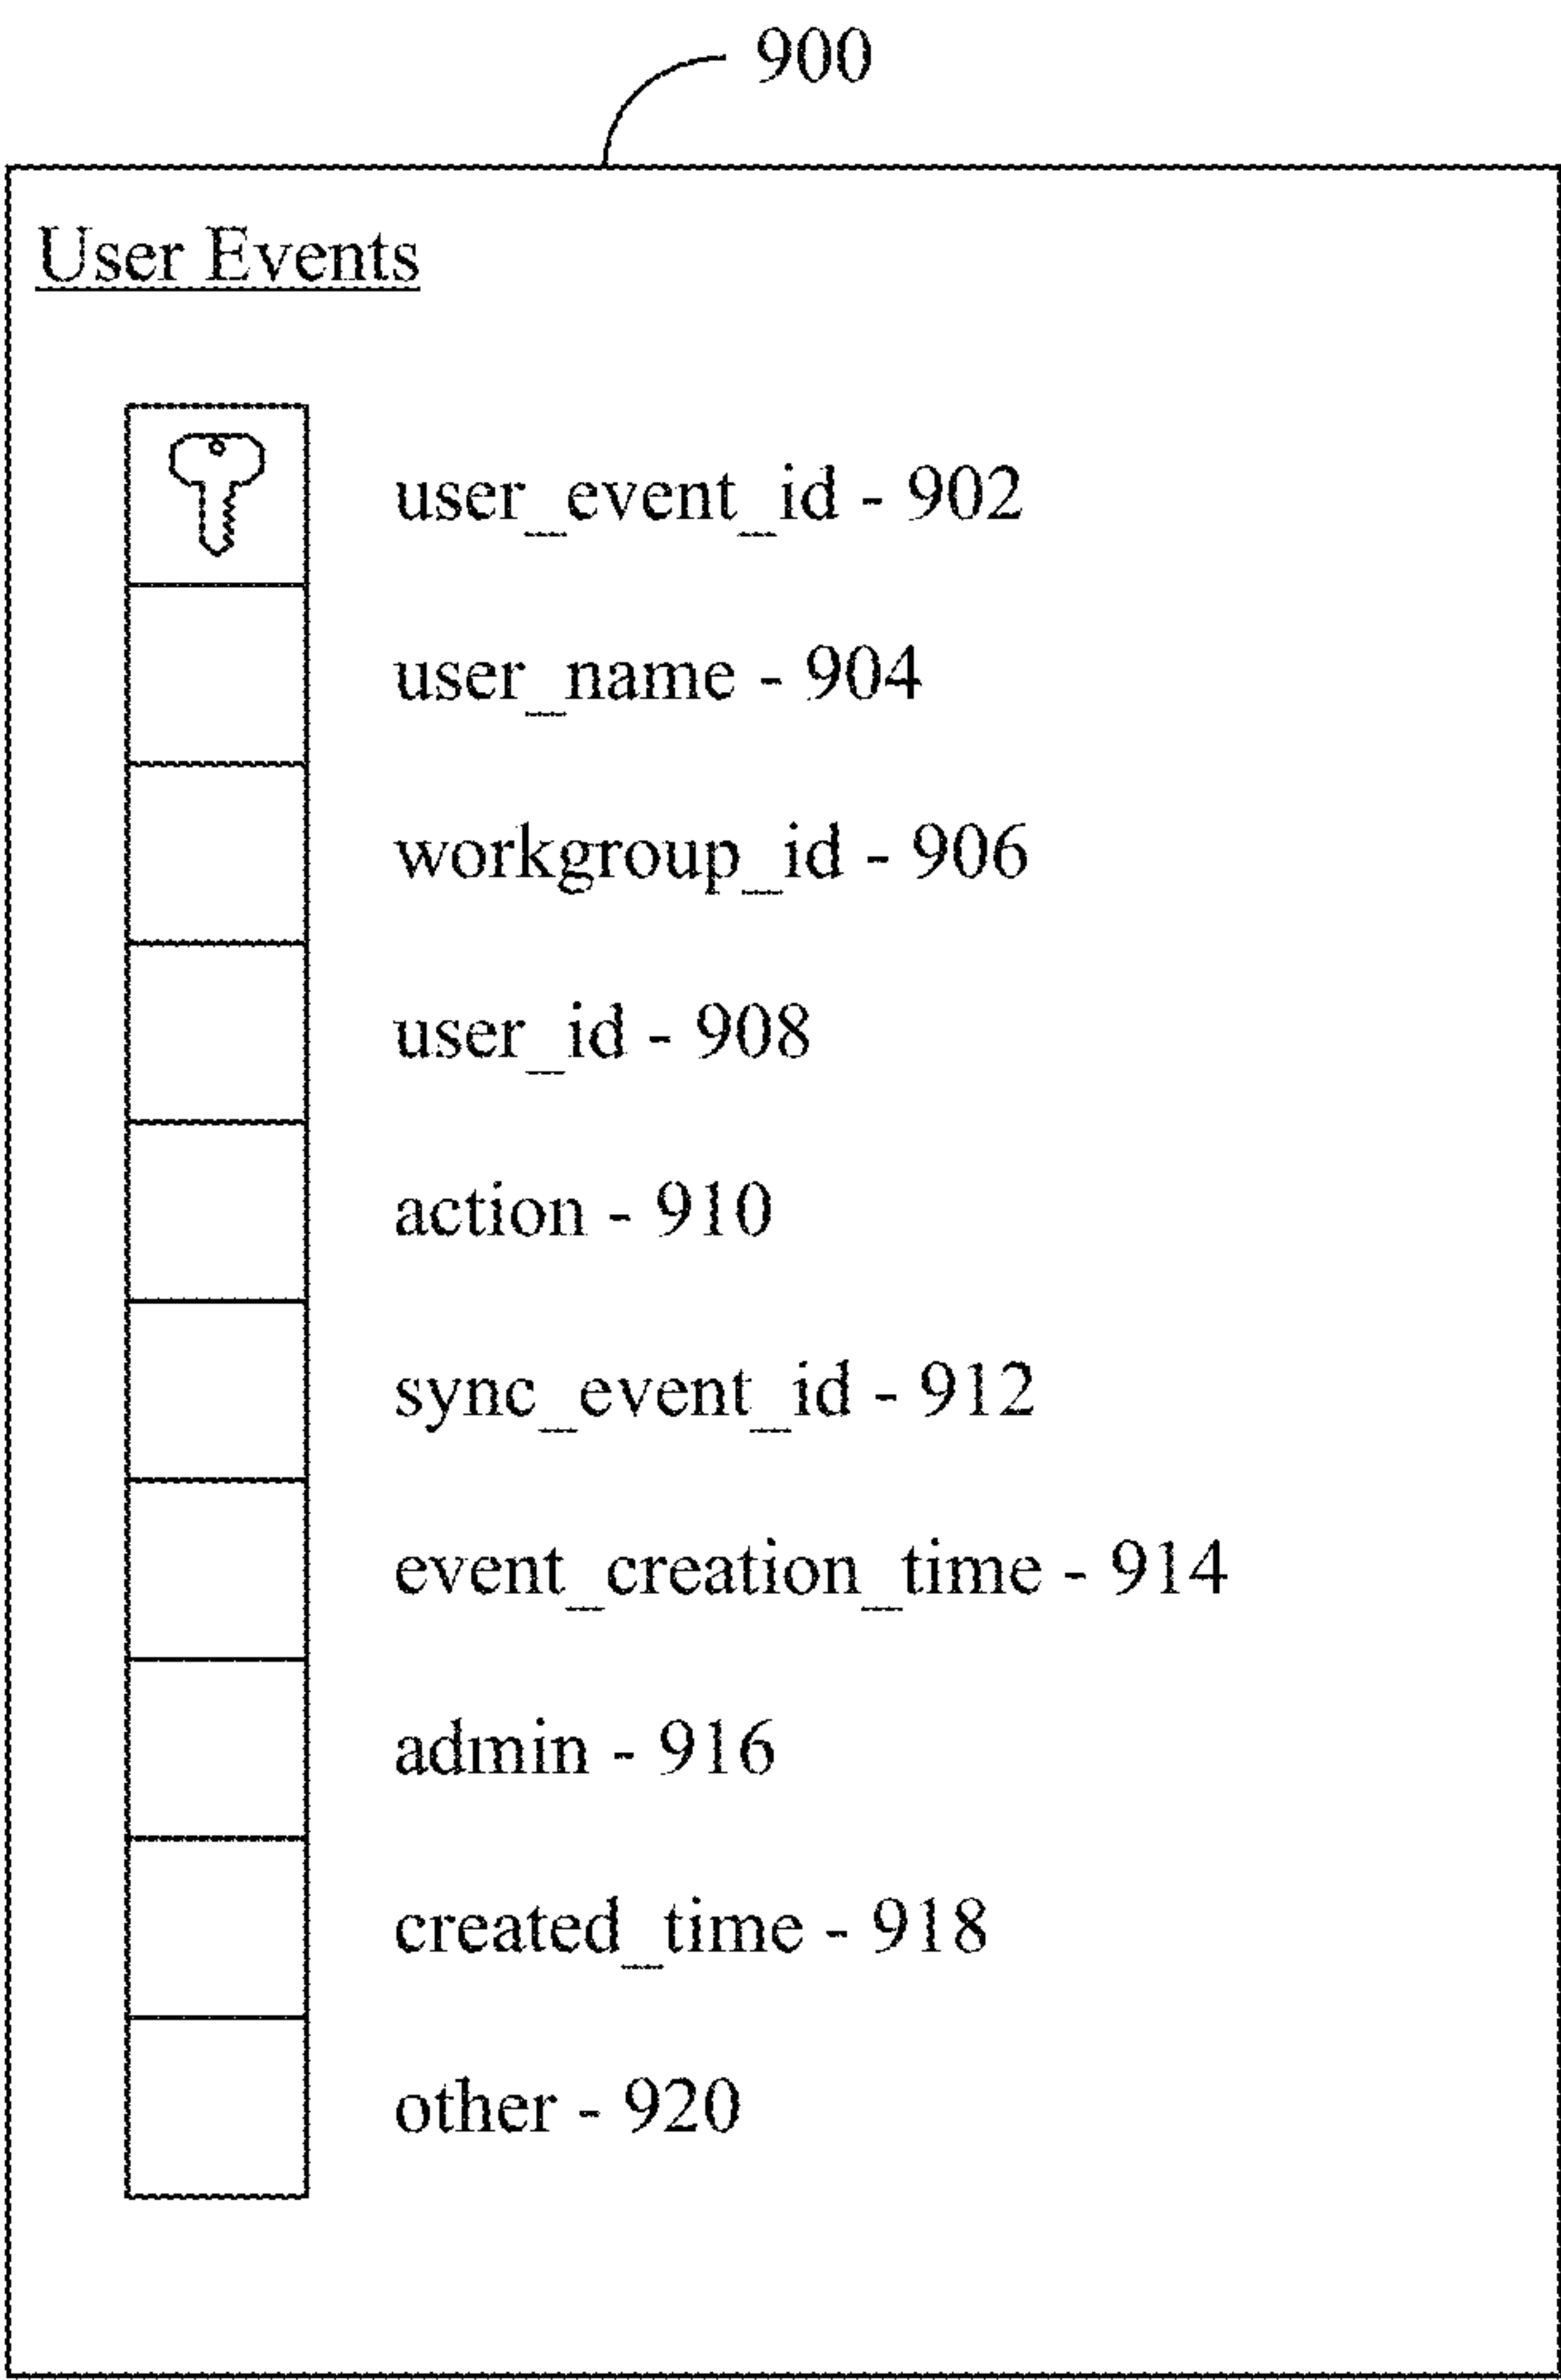 900
User Events
user_event_id - 902
user_name - 904
workgroup_id - 906
user_id - 908
action - 910
sync_event_id - 912
event_creation_time - 914
admin - 916
created_time - 918
other - 920